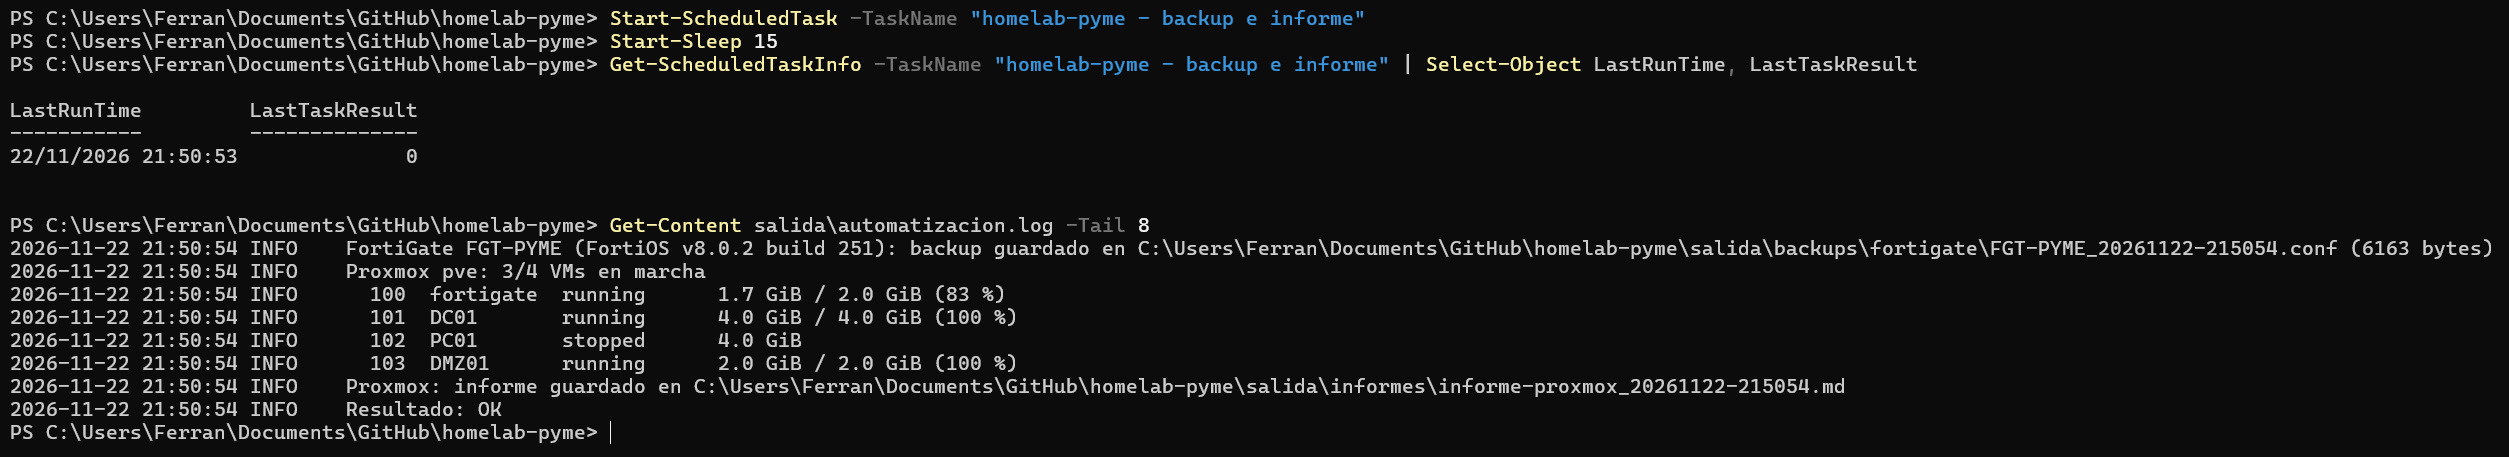 PS C:\Users\Ferran\Documents\GitHub\homelab-pyme> Start-ScheduledTask -TaskName "homelab-pyme - backup e informe"
PS C:\Users\Ferran\Documents\GitHub\homelab-pyme> Start-Sleep 15
PS C:\Users\Ferran\Documents\GitHub\homelab-pyme> Get-ScheduledTaskInfo -TaskName "homelab-pyme - backup e informe" | Select-Object LastRunTime, LastTaskResult
LastRunTime         LastTaskResult
-----------         --------------
22/11/2026 21:50:53              0
PS C:\Users\Ferran\Documents\GitHub\homelab-pyme> Get-Content salida\automatizacion.log -Tail 8
2026-11-22 21:50:54 INFO    FortiGate FGT-PYME (FortiOS v8.0.2 build 251): backup guardado en C:\Users\Ferran\Documents\GitHub\homelab-pyme\salida\backups\fortigate\FGT-PYME_20261122-215054.conf (6163 bytes)
2026-11-22 21:50:54 INFO    Proxmox pve: 3/4 VMs en marcha
2026-11-22 21:50:54 INFO      100  fortigate  running      1.7 GiB / 2.0 GiB (83 %)
2026-11-22 21:50:54 INFO      101  DC01       running      4.0 GiB / 4.0 GiB (100 %)
2026-11-22 21:50:54 INFO      102  PC01       stopped      4.0 GiB
2026-11-22 21:50:54 INFO      103  DMZ01      running      2.0 GiB / 2.0 GiB (100 %)
2026-11-22 21:50:54 INFO    Proxmox: informe guardado en C:\Users\Ferran\Documents\GitHub\homelab-pyme\salida\informes\informe-proxmox_20261122-215054.md
2026-11-22 21:50:54 INFO    Resultado: OK
PS C:\Users\Ferran\Documents\GitHub\homelab-pyme>